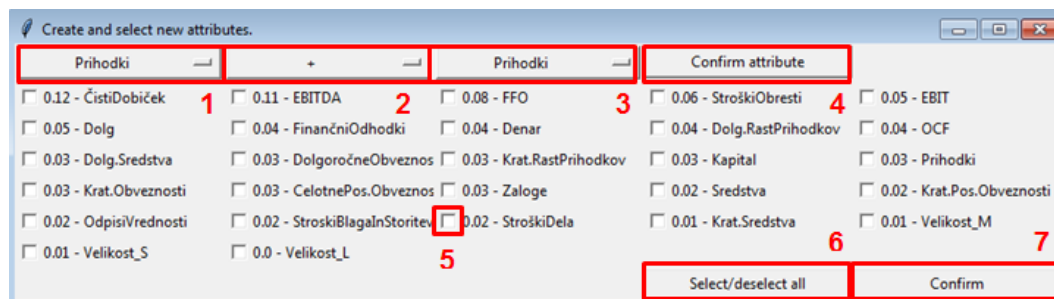 Create and select new attributes.
Prihodki + Prihodki Confirm attribute
1 2 3 4
0.12 - ČistiDobiček 0.11 - EBITDA 0.08 - FFO 0.06 - StroškiObresti 0.05 - EBIT
0.05 - Dolg 0.04 - FinančniOdhodki 0.04 - Denar 0.04 - Dolg.RastPrihodkov 0.04 - OCF
0.03 - Dolg.Sredstva 0.03 - DolgoročneObveznos 0.03 - Krat.RastPrihodkov 0.03 - Kapital 0.03 - Prihodki
0.03 - Krat.Obveznosti 0.03 - CelotnePos.Obveznos 0.03 - Zaloge 0.02 - Sredstva 0.02 - Krat.Pos.Obveznosti
0.02 - OdpisiVrednosti 0.02 - StroskiBlagaInStoritev 0.02 - StroškiDela 0.01 - Krat.Sredstva 0.01 - Velikost_M
5 6 7
0.01 - Velikost_S 0.0 - Velikost_L
Select/deselect all Confirm